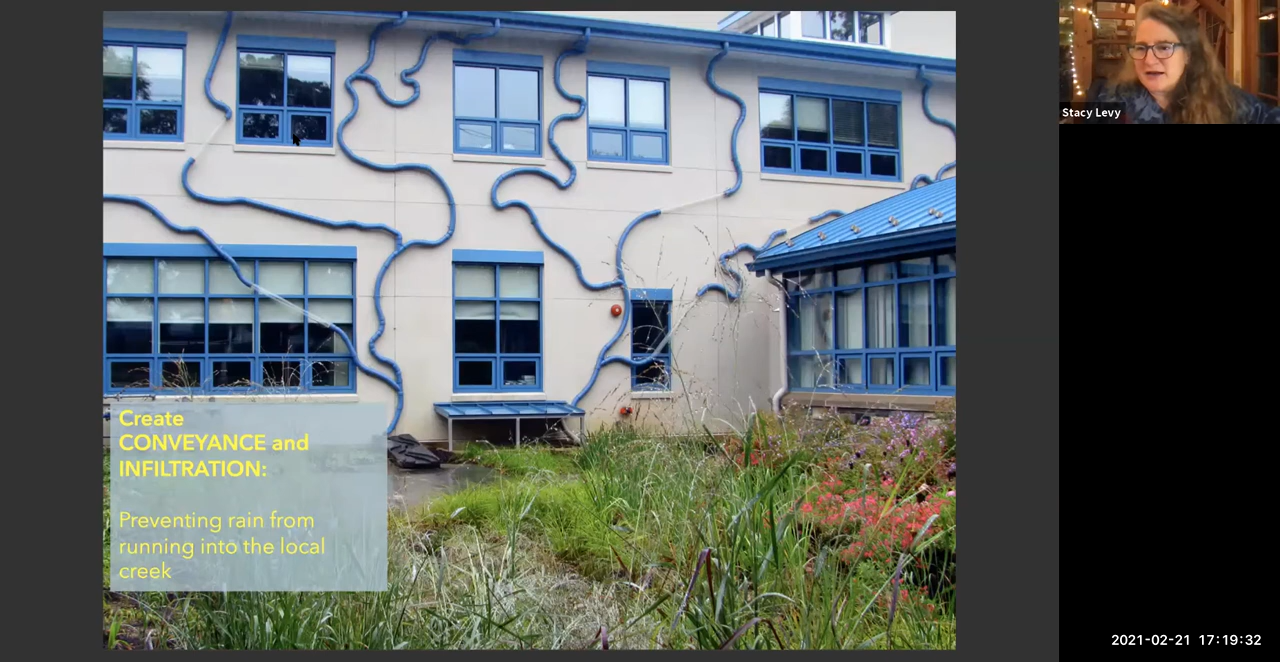 Stacy Levy
Create
CONVEYANCE and
INFILTRATION:
Preventing rain from
running into the local
creek
2021-02-21 17:19:32